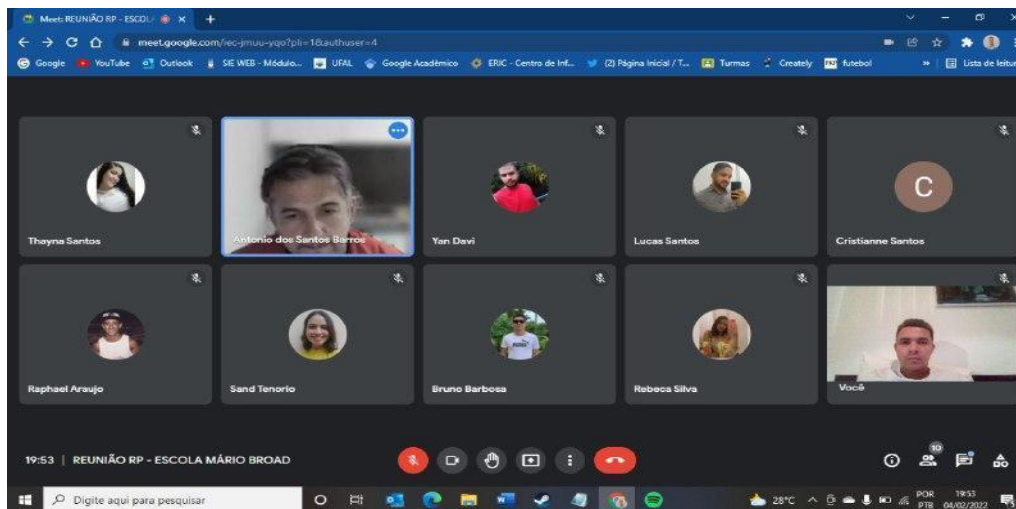 Meet: REUNIÃO RP - ESCOL
meet.google.com/iec-jmuu-yqo?pli=1&authuser=4
Google YouTube Outlook SIE WEB - Módulo... UFAL Google Acadêmico ERIC - Centro de Inf... (2) Página Inicial / T... Turmas Creately futebol » Lista de leitur
Thayna Santos
Antonio dos Santos Barros
Yan Davi
Lucas Santos
C
Cristianne Santos
Raphael Araujo
Sand Tenorio
Bruno Barbosa
Rebeca Silva
Você
19:53 | REUNIÃO RP - ESCOLA MÁRIO BROAD
10
Digite aqui para pesquisar
28°C
POR
PTB
19:53
04/02/2022